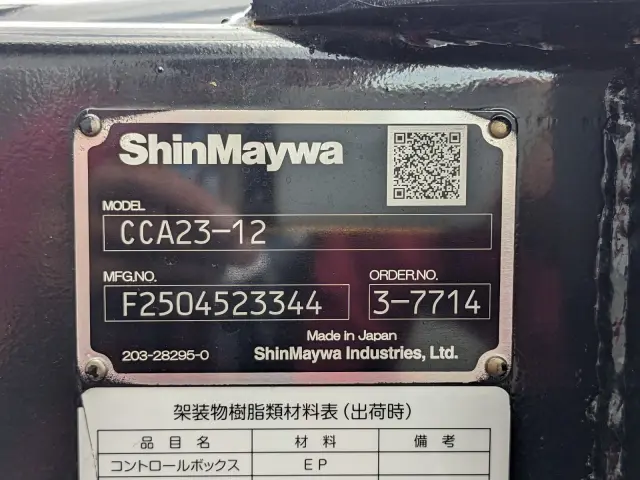 ShinMaywa
MODEL
CCA23-12
MFG.NO. ORDER.NO.
F2504523344 3-7714
Made in Japan
203-28295-0 ShinMaywa Industries, Ltd.
架装物樹脂類材料表(出荷時)
品目名 材料 備考
コントロールボックス EP